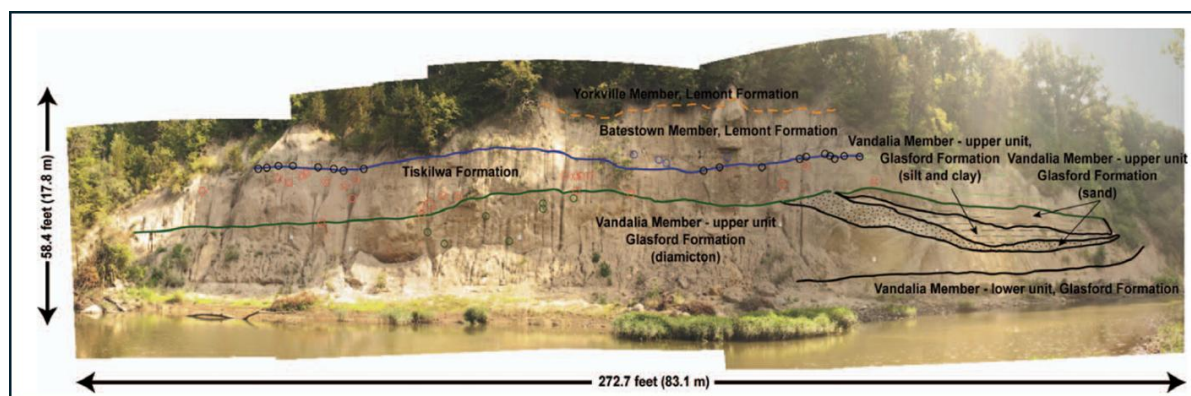 Yorkville Member, Lemont Formation
Batestown Member, Lemont Formation
Vandalia Member - upper unit,
Glasford Formation
(silt and clay)
Vandalia Member - upper unit
Glasford Formation
(sand)
Tiskilwa Formation
Vandalia Member - upper unit
Glasford Formation
(diamicton)
Vandalia Member - lower unit, Glasford Formation
58.4 feet (17.8 m)
272.7 feet (83.1 m)